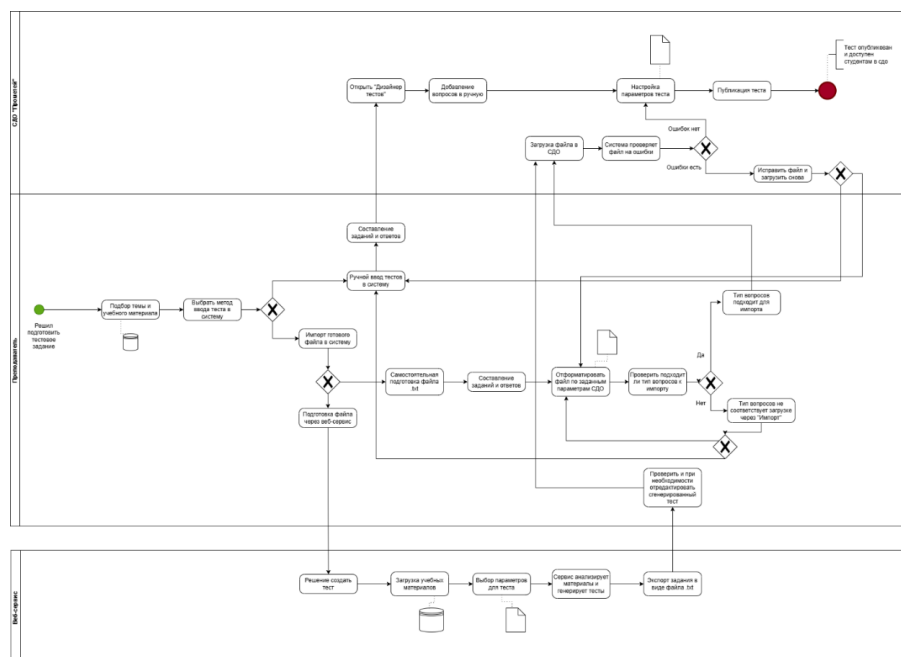 СДО "Прометей"
Тест опубликован
и доступен
студентам в сдо
Открыть "Дизайнер
тестов"
Добавление
вопросов в ручную
Настройка
параметров теста
Публикация теста
Ошибок нет
Загрузка файла в
СДО
Система проверяет
файл на ошибки
Ошибки есть
Исправить файл и
загрузить снова
Преподаватель
Составление
заданий и ответов
Ручной ввод тестов
в систему
Решил
подготовить
тестовое
задание
Подбор темы и
учебного материала
Выбрать метод
ввода теста в
систему
Импорт готового
файла в систему
Тип вопросов
подходит для
импорта
Самостоятельная
подготовка файла
.txt
Составление
заданий и ответов
Отформатировать
файл по заданным
параметрам СДО
Проверить подходит
ли тип вопросов к
импорту
Да
Нет
Тип вопросов не
соответствует загрузке
через "Импорт"
Подготовка файла
через веб-сервис
Проверить и при
необходимости
отредактировать
сгенерированный
тест
Веб-сервис
Решение создать
тест
Загрузка учебных
материалов
Выбор параметров
для теста
Сервис анализирует
материалы и
генерирует тесты
Экспорт задания в
виде файла .txt